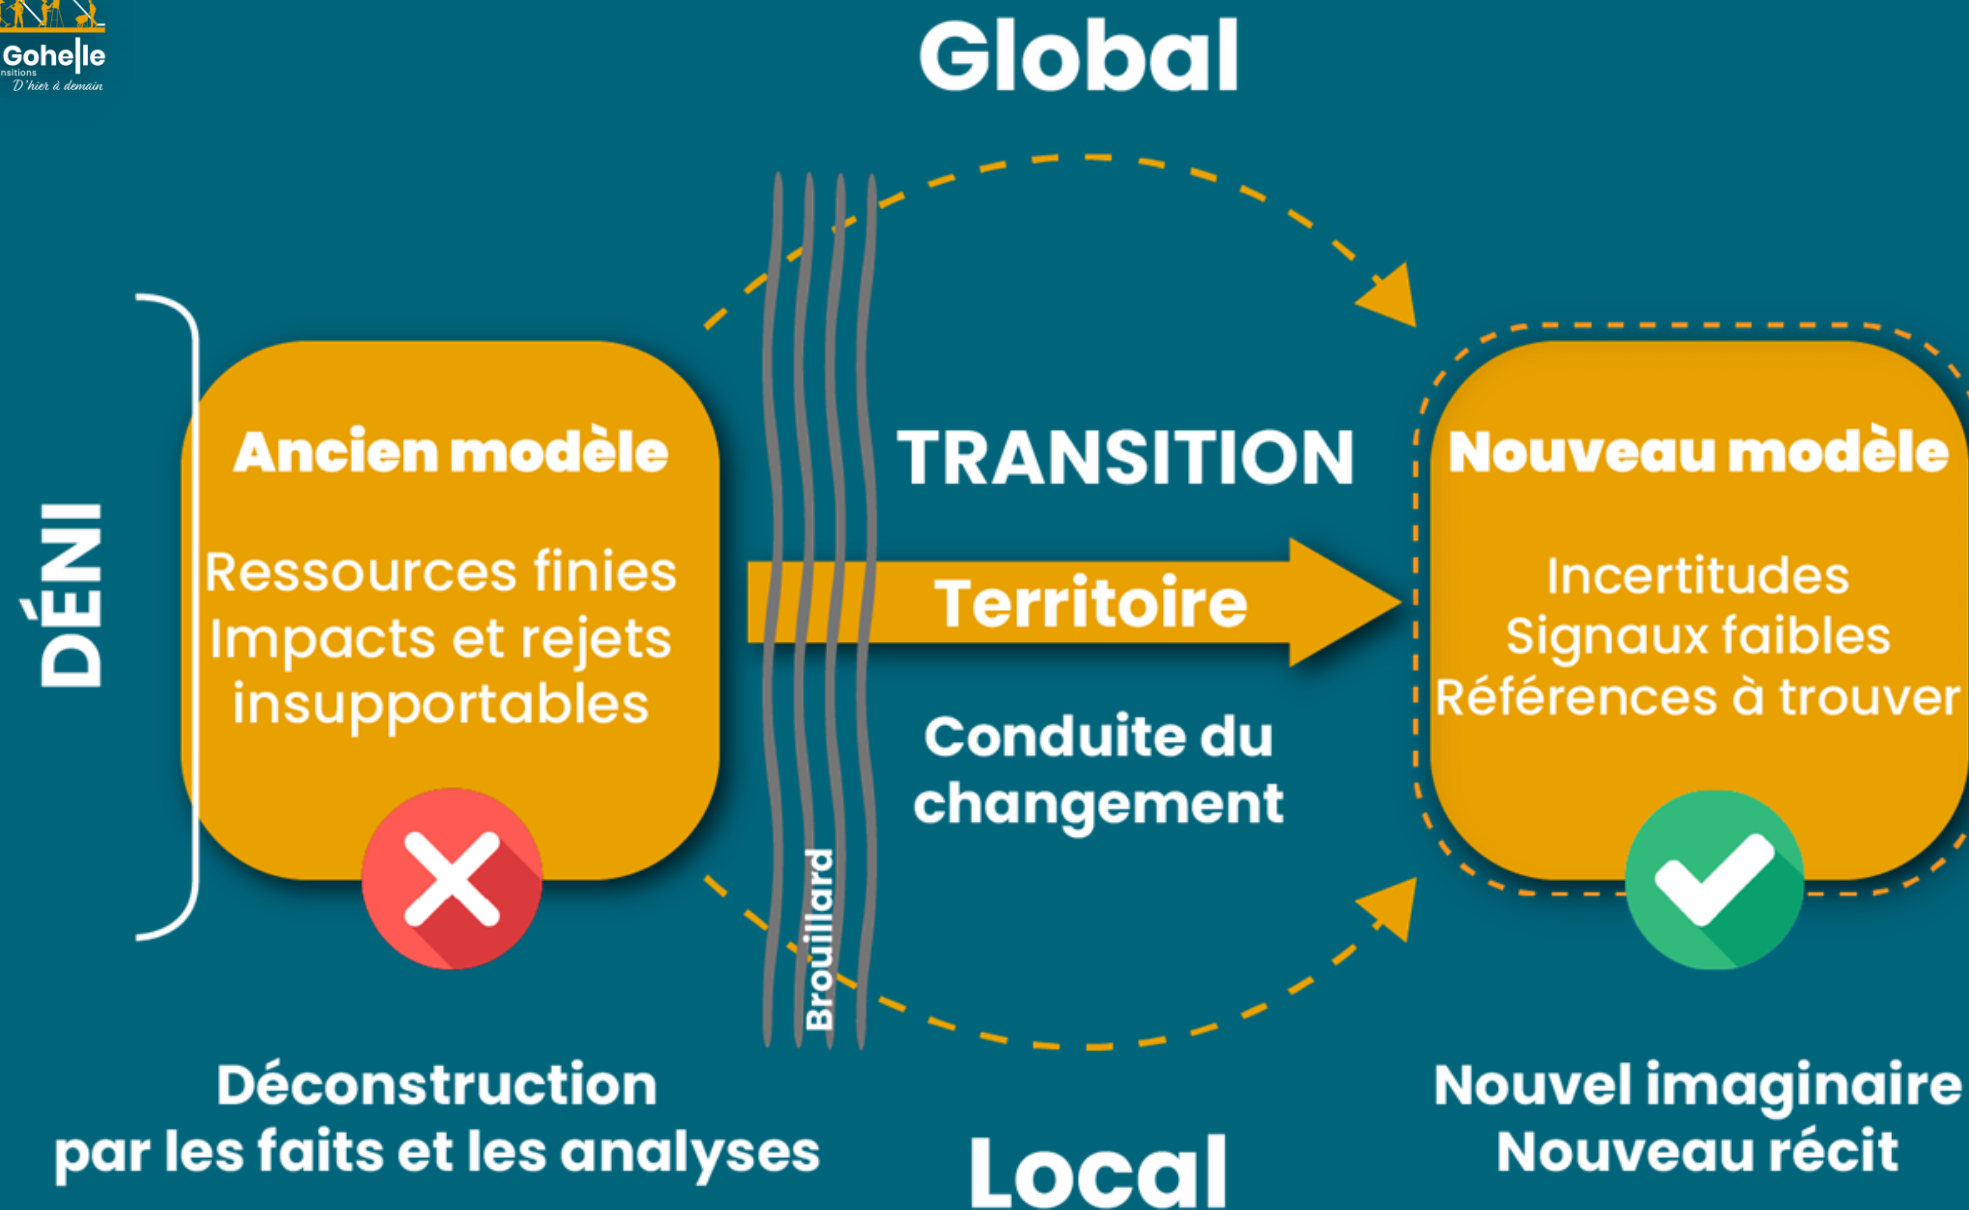 Gohelle
nsitions
D'hier à demain
Global
DÉNI
Ancien modèle
Ressources finies
Impacts et rejets
insupportables
Brouillard
TRANSITION
Territoire
Conduite du
changement
Nouveau modèle
Incertitudes
Signaux faibles
Références à trouver
Déconstruction
par les faits et les analyses
Local
Nouvel imaginaire
Nouveau récit